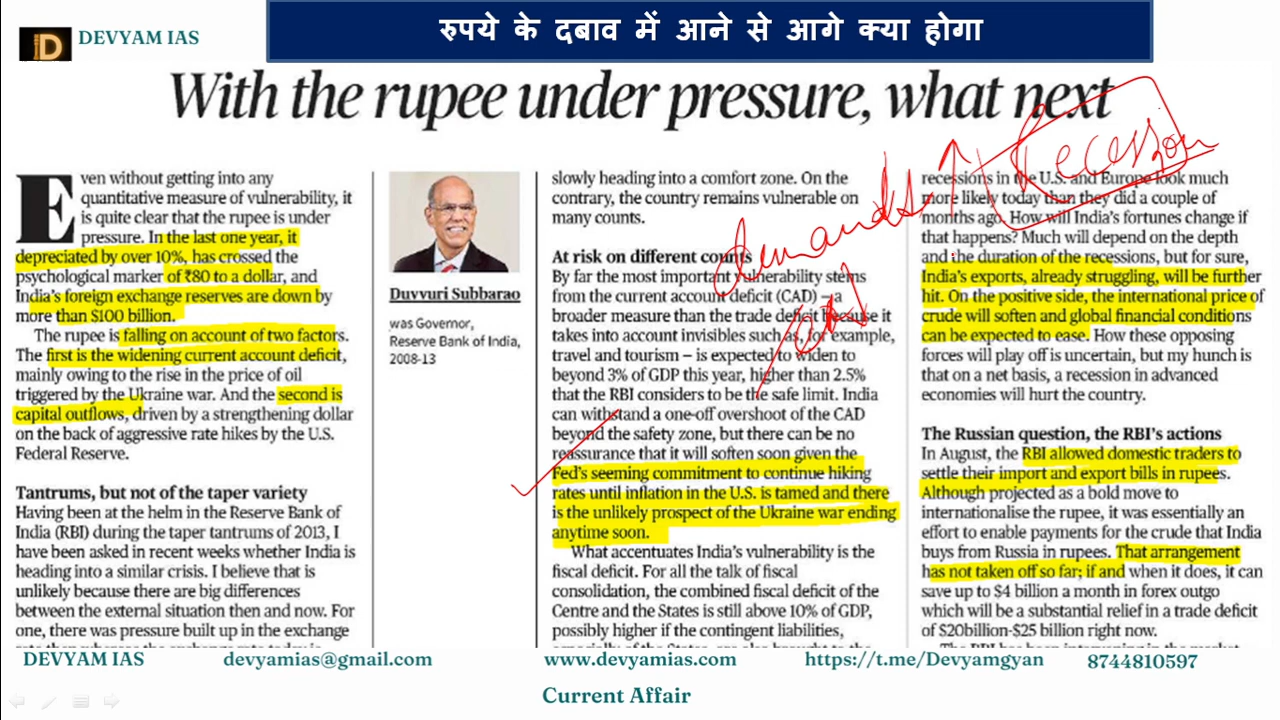 DEVYAM IAS
रुपये के दबाव में आने से आगे क्या होगा
With the rupee under pressure, what next
Even without getting into any
quantitative measure of vulnerability, it
is quite clear that the rupee is under
pressure. In the last one year, it
depreciated by over 10%, has crossed the
psychological marker of ₹80 to a dollar, and
India's foreign exchange reserves are down by
more than $100 billion.
The rupee is falling on account of two factors.
The first is the widening current account deficit,
mainly owing to the rise in the price of oil
triggered by the Ukraine war. And the second is
capital outflows, driven by a strengthening dollar
on the back of aggressive rate hikes by the U.S.
Federal Reserve.
Tantrums, but not of the taper variety
Having been at the helm in the Reserve Bank of
India (RBI) during the taper tantrums of 2013, I
have been asked in recent weeks whether India is
heading into a similar crisis. I believe that is
unlikely because there are big differences
between the external situation then and now. For
one, there was pressure built up in the exchange
Duvvuri Subbarao
was Governor,
Reserve Bank of India,
2008-13
slowly heading into a comfort zone. On the
contrary, the country remains vulnerable on
many counts.
At risk on different counts
By far the most important vulnerability stems
from the current account deficit (CAD) — a
broader measure than the trade deficit because it
takes into account invisibles such as, for example,
travel and tourism — is expected to widen to
beyond 3% of GDP this year, higher than 2.5%
that the RBI considers to be the safe limit. India
can withstand a one-off overshoot of the CAD
beyond the safety zone, but there can be no
reassurance that it will soften soon given the
Fed's seeming commitment to continue hiking
rates until inflation in the U.S. is tamed and there
is the unlikely prospect of the Ukraine war ending
anytime soon.
What accentuates India's vulnerability is the
fiscal deficit. For all the talk of fiscal
consolidation, the combined fiscal deficit of the
Centre and the States is still above 10% of GDP,
possibly higher if the contingent liabilities,
demands
Recession
recessions in the U.S. and Europe look much
more likely today than they did a couple of
months ago. How will India's fortunes change if
that happens? Much will depend on the depth
and the duration of the recessions, but for sure,
India's exports, already struggling, will be further
hit. On the positive side, the international price of
crude will soften and global financial conditions
can be expected to ease. How these opposing
forces will play off is uncertain, but my hunch is
that on a net basis, a recession in advanced
economies will hurt the country.
The Russian question, the RBI's actions
In August, the RBI allowed domestic traders to
settle their import and export bills in rupees.
Although projected as a bold move to
internationalise the rupee, it was essentially an
effort to enable payments for the crude that India
buys from Russia in rupees. That arrangement
has not taken off so far; if and when it does, it can
save up to $4 billion a month in forex outgo
which will be a substantial relief in a trade deficit
of $20billion-$25 billion right now.
DEVYAM IAS
devyamias@gmail.com
www.devyamias.com
https://t.me/Devyamgyan
8744810597
Current Affair